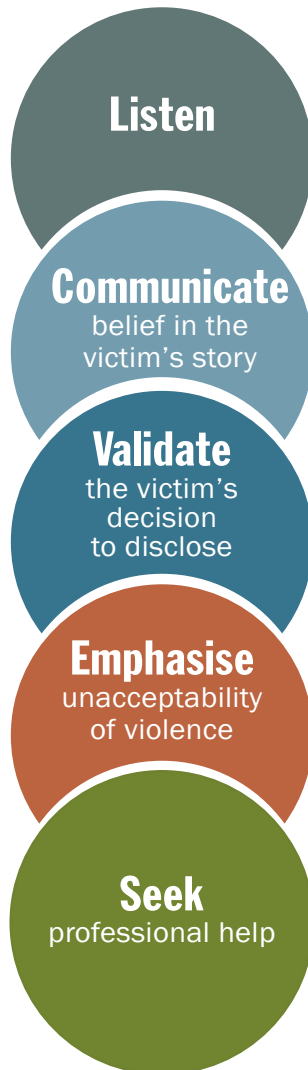 Listen
Communicate
belief in the
victim's story
Validate
the victim's
decision
to disclose
Emphasise
unacceptability
of violence
Seek
professional help